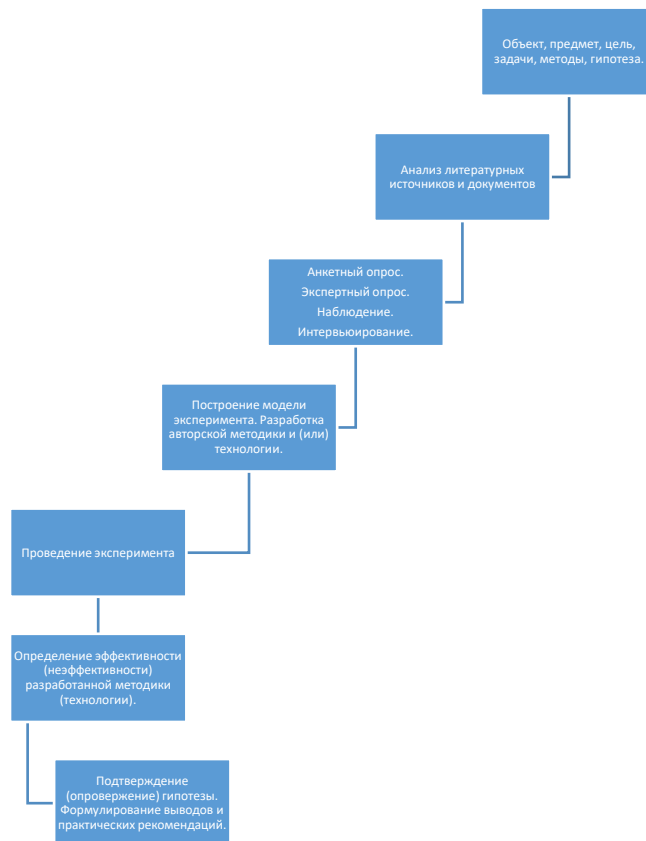 Объект, предмет, цель,
задачи, методы, гипотеза.
Анализ литературных
источников и документов
Анкетный опрос.
Экспертный опрос.
Наблюдение.
Интервьюирование.
Построение модели
эксперимента. Разработка
авторской методики и (или)
технологии.
Проведение эксперимента
Определение эффективности
(неэффективности)
разработанной методики
(технологии).
Подтверждение
(опровержение) гипотезы.
Формулирование выводов и
практических рекомендаций.